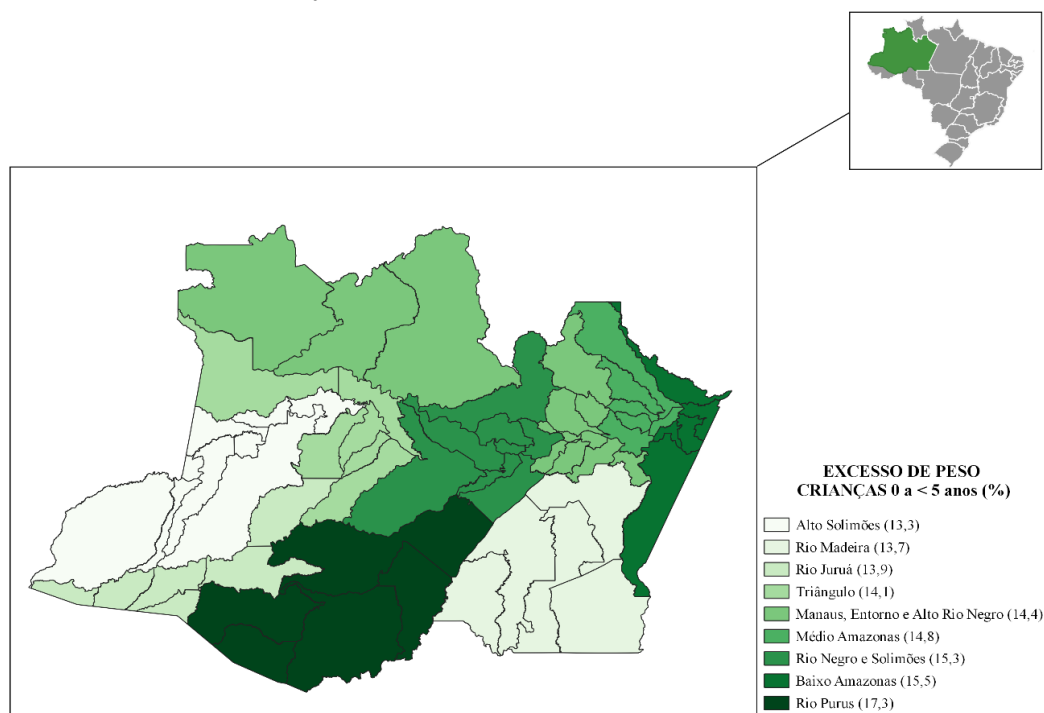 EXCESSO DE PESO
CRIANÇAS 0 a < 5 anos (%)
Alto Solimões (13,3)
Rio Madeira (13,7)
Rio Juruá (13,9)
Triângulo (14,1)
Manaus, Entorno e Alto Rio Negro (14,4)
Médio Amazonas (14,8)
Rio Negro e Solimões (15,3)
Baixo Amazonas (15,5)
Rio Purus (17,3)